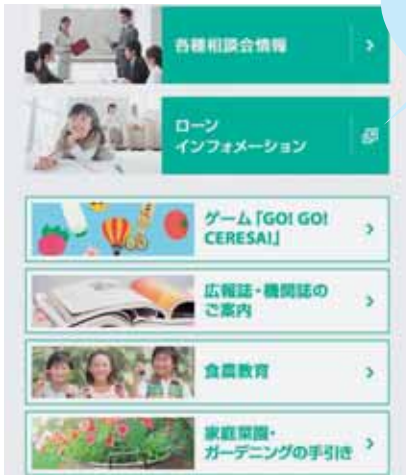 各種相談会情報
ローン
インフォメーション
ゲーム「GO! GO!
CERESA!」
広報誌・機関誌の
ご案内
食農教育
家庭菜園・
ガーデニングの手引き